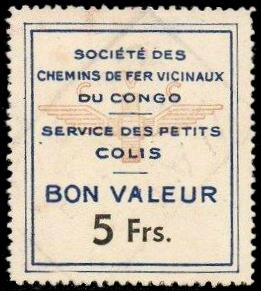 SOCIÉTÉ DES
CHEMINS DE FER VICINAUX
DU CONGO
SERVICE DES PETITS
COLIS
BON VALEUR
5 Frs.